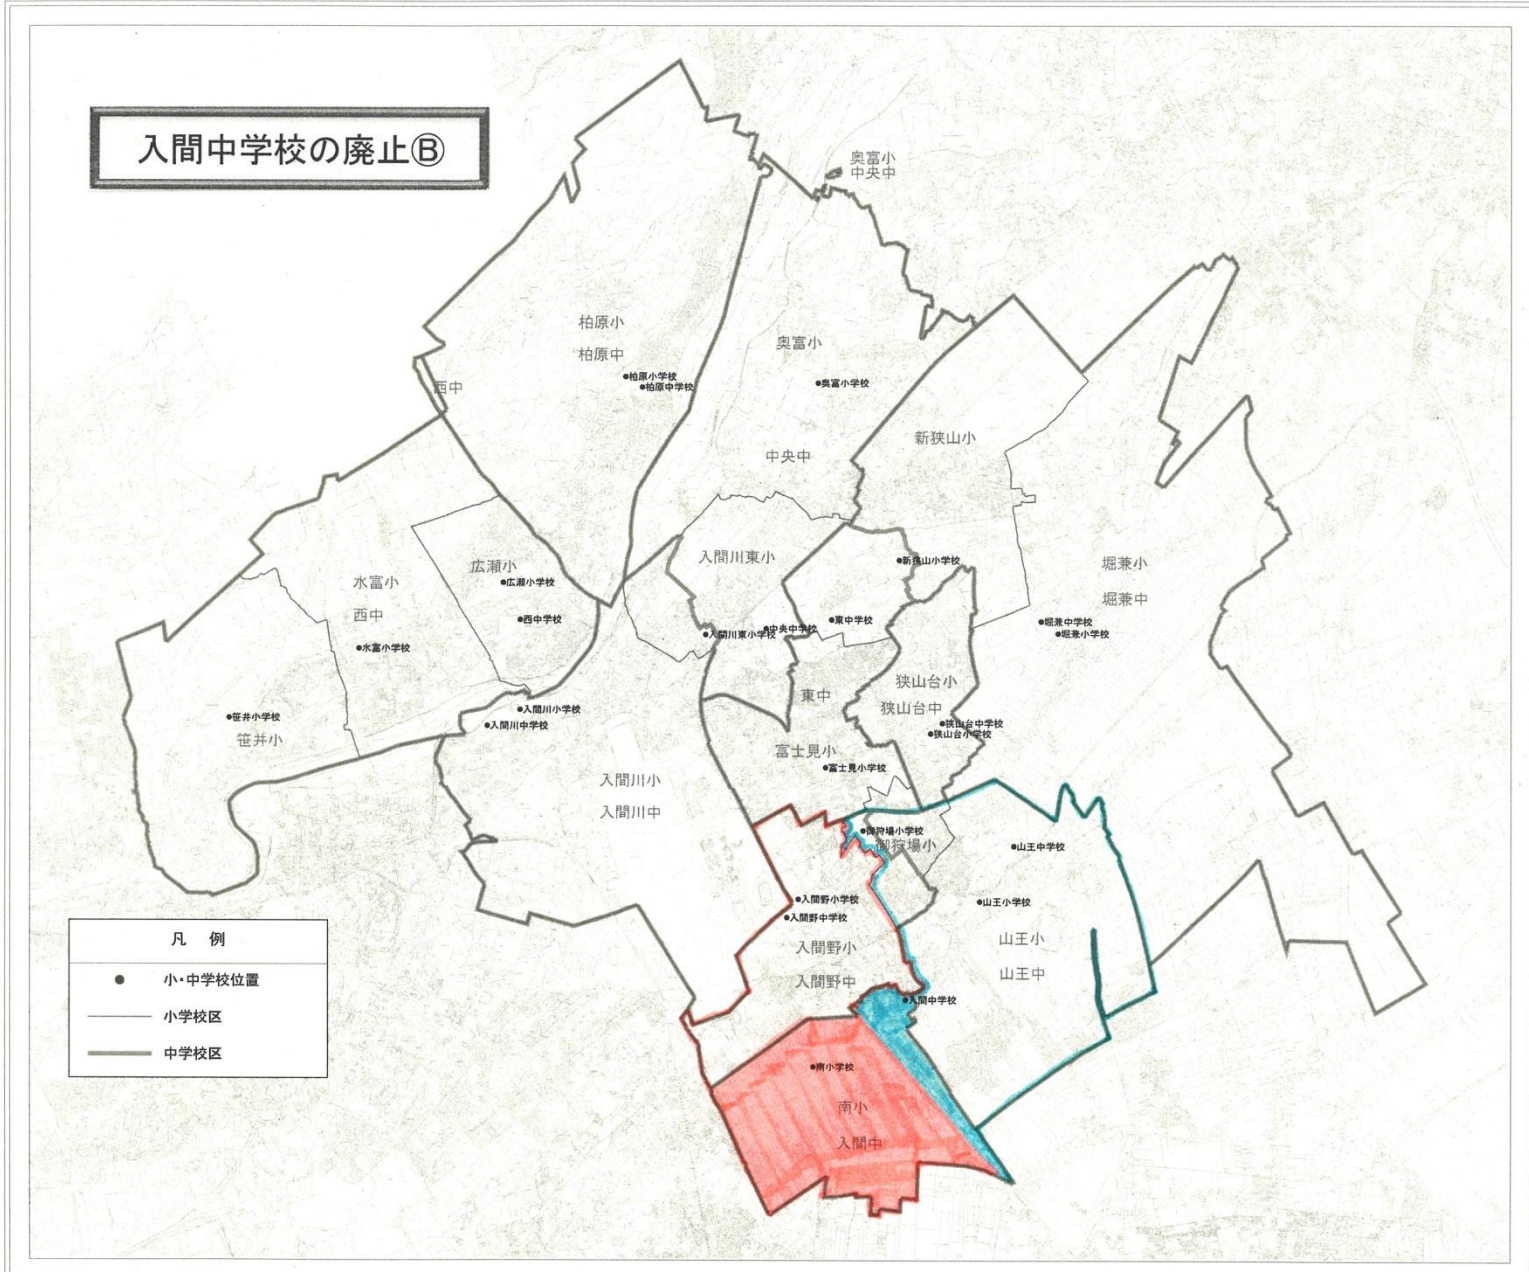 入間中学校の廃止Ⓑ
奥富小
中央中
柏原小
柏原中
●柏原小学校
●柏原中学校
西中
奥富小
●奥富小学校
中央中
新狭山小
入間川東小
●新狭山小学校
堀兼小
堀兼中
●堀兼中学校
●堀兼小学校
広瀬小
●広瀬小学校
水富小
西中
●西中学校
●水富小学校
●入間川東小学校
●中央中学校
●東中学校
東中
狭山台小
狭山台中
●狭山台中学校
●狭山台小学校
●笹井小学校
笹井小
●入間川小学校
●入間川中学校
富士見小
●富士見小学校
入間川小
入間川中
●御狩場小学校
御狩場小
●山王中学校
●山王小学校
山王小
山王中
●入間野小学校
●入間野中学校
入間野小
入間野中
●入間中学校
●南小学校
南小
入間中
凡 例
● 小・中学校位置
小学校区
中学校区